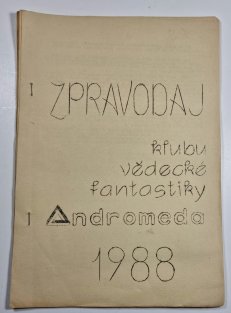 ZPRAVODAJ
klubu
vědecké
fantastiky
Andromeda
1988